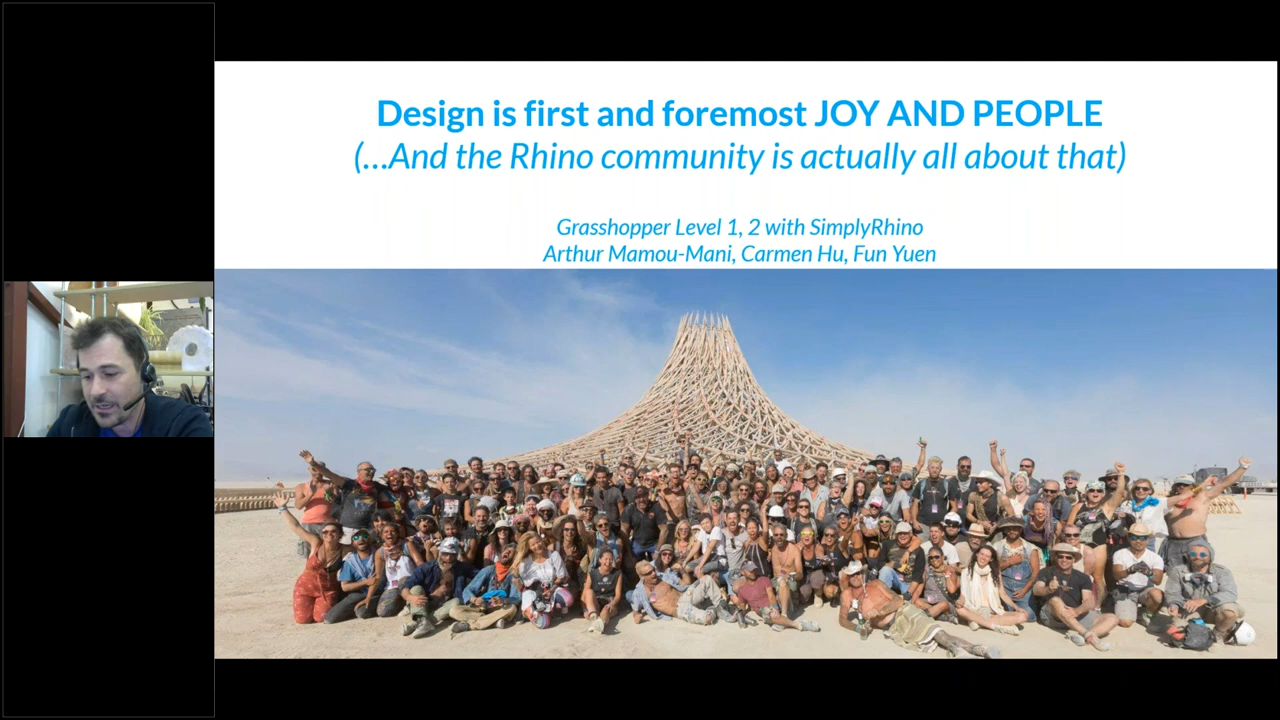 Design is first and foremost JOY AND PEOPLE
(...And the Rhino community is actually all about that)
Grasshopper Level 1, 2 with SimplyRhino
Arthur Mamou-Mani, Carmen Hu, Fun Yuen